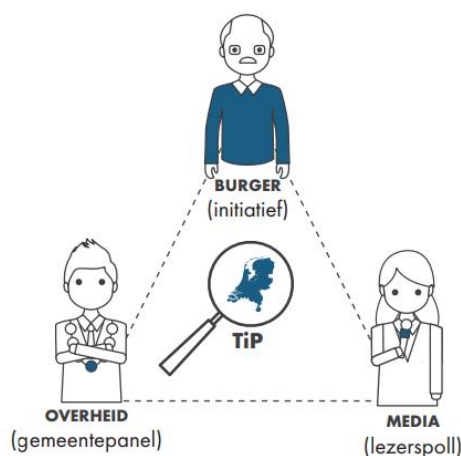 BURGER
(initiatief)
TiP
OVERHEID
(gemeentepanel)
MEDIA
(lezerspoll)